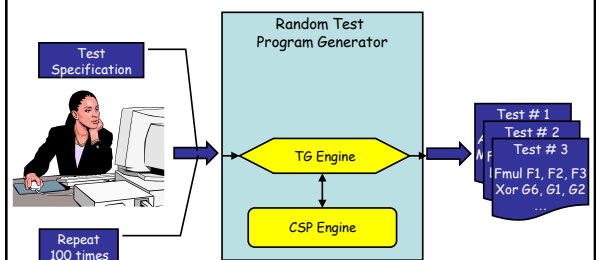 Random Test
Program Generator
Test
Specification
TG Engine
CSP Engine
Repeat
100 times
Test # 1
Test # 2
Test # 3
Fmul F1, F2, F3
Xor G6, G1, G2
...